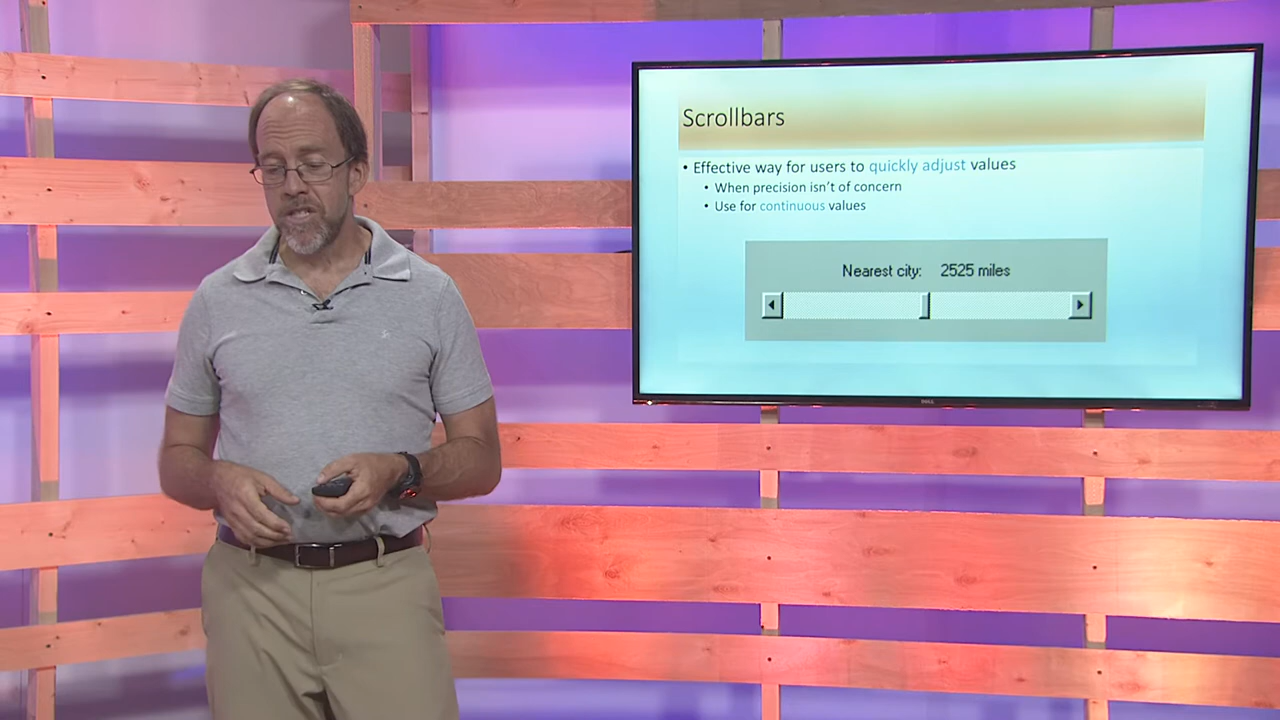 Scrollbars
• Effective way for users to quickly adjust values
• When precision isn't of concern
• Use for continuous values
Nearest city: 2525 miles
DELL